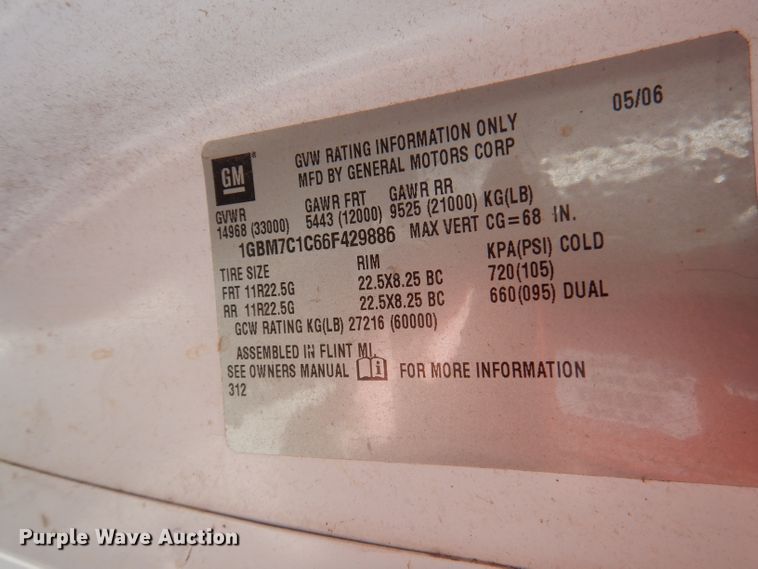 05/06
GM®
GVW RATING INFORMATION ONLY
MFD BY GENERAL MOTORS CORP
GVWR GAWR FRT GAWR RR
14968 (33000) 5443 (12000) 9525 (21000) KG(LB)
1GBM7C1C66F429886 MAX VERT CG=68 IN.
TIRE SIZE RIM KPA(PSI) COLD
FRT 11R22.5G 22.5X8.25 BC 720(105)
RR 11R22.5G 22.5X8.25 BC 660(095) DUAL
GCW RATING KG(LB) 27216 (60000)
ASSEMBLED IN FLINT MI.
SEE OWNERS MANUAL i FOR MORE INFORMATION
312
Purple Wave Auction®